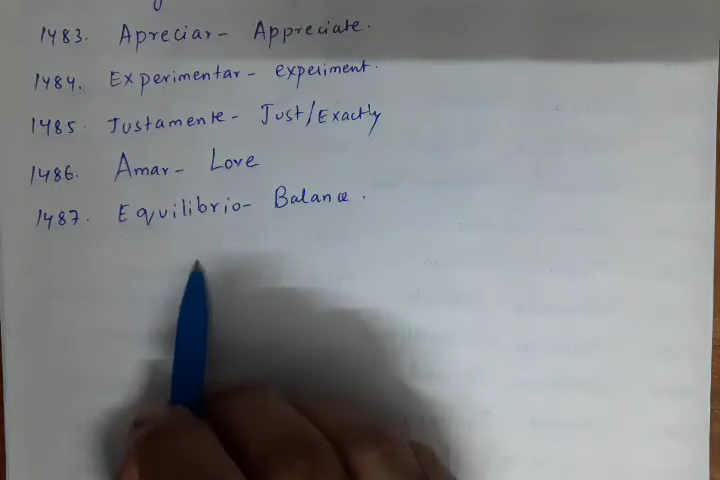 1483. Apreciar- Appreciate.
1484. Experimentar- experiment.
1485. Justamente- Just/Exactly
1486. Amar- Love
1487. Equilibrio- Balance.